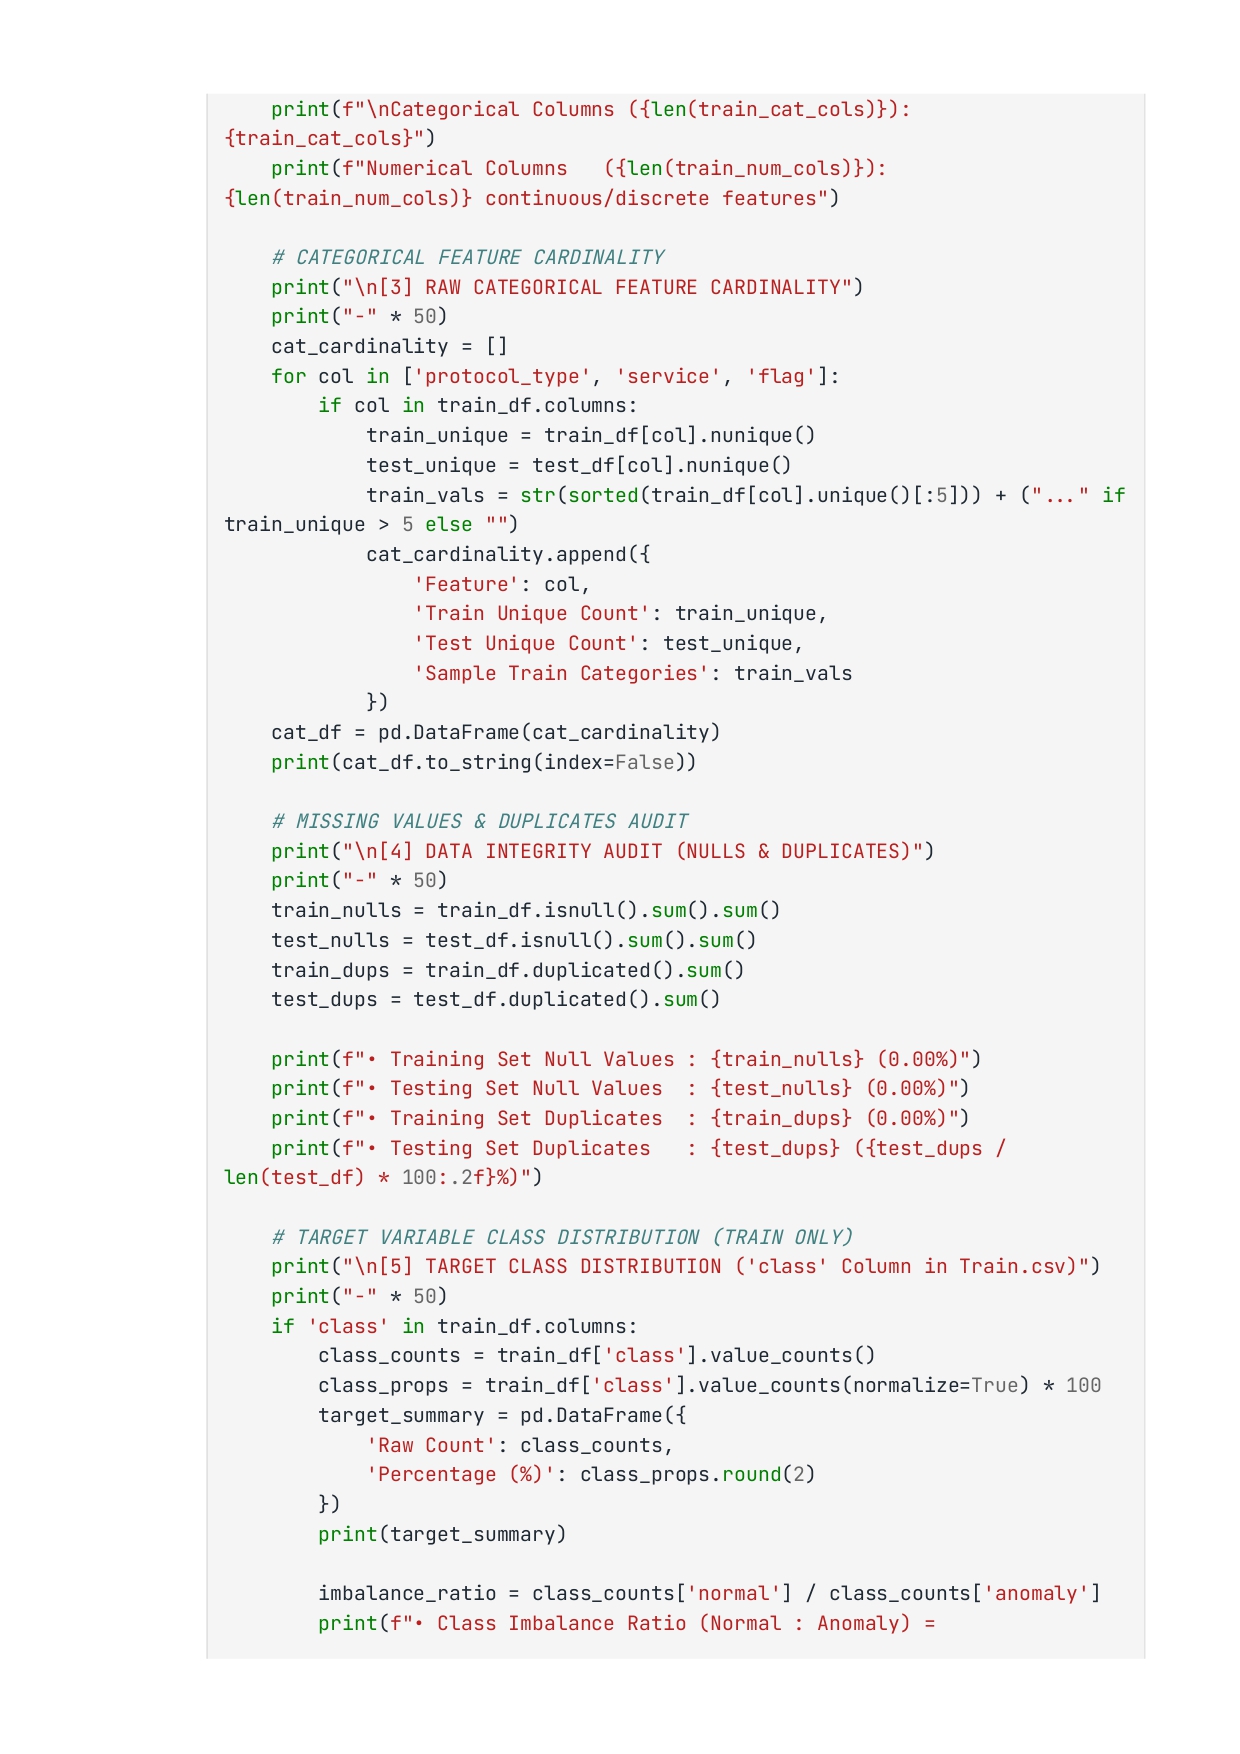 print(f"\nCategorical Columns ({len(train_cat_cols)}):
{train_cat_cols}")
    print(f"Numerical Columns   ({len(train_num_cols)}):
{len(train_num_cols)} continuous/discrete features")

    # CATEGORICAL FEATURE CARDINALITY
    print("\n[3] RAW CATEGORICAL FEATURE CARDINALITY")
    print("-" * 50)
    cat_cardinality = []
    for col in ['protocol_type', 'service', 'flag']:
        if col in train_df.columns:
            train_unique = train_df[col].nunique()
            test_unique = test_df[col].nunique()
            train_vals = str(sorted(train_df[col].unique()[:5])) + ("..." if
train_unique > 5 else "")
            cat_cardinality.append({
                'Feature': col,
                'Train Unique Count': train_unique,
                'Test Unique Count': test_unique,
                'Sample Train Categories': train_vals
            })
    cat_df = pd.DataFrame(cat_cardinality)
    print(cat_df.to_string(index=False))

    # MISSING VALUES & DUPLICATES AUDIT
    print("\n[4] DATA INTEGRITY AUDIT (NULLS & DUPLICATES)")
    print("-" * 50)
    train_nulls = train_df.isnull().sum().sum()
    test_nulls = test_df.isnull().sum().sum()
    train_dups = train_df.duplicated().sum()
    test_dups = test_df.duplicated().sum()

    print(f"• Training Set Null Values : {train_nulls} (0.00%)")
    print(f"• Testing Set Null Values  : {test_nulls} (0.00%)")
    print(f"• Training Set Duplicates  : {train_dups} (0.00%)")
    print(f"• Testing Set Duplicates   : {test_dups} ({test_dups /
len(test_df) * 100:.2f}%)")

    # TARGET VARIABLE CLASS DISTRIBUTION (TRAIN ONLY)
    print("\n[5] TARGET CLASS DISTRIBUTION ('class' Column in Train.csv)")
    print("-" * 50)
    if 'class' in train_df.columns:
        class_counts = train_df['class'].value_counts()
        class_props = train_df['class'].value_counts(normalize=True) * 100
        target_summary = pd.DataFrame({
            'Raw Count': class_counts,
            'Percentage (%)': class_props.round(2)
        })
        print(target_summary)

        imbalance_ratio = class_counts['normal'] / class_counts['anomaly']
        print(f"• Class Imbalance Ratio (Normal : Anomaly) =